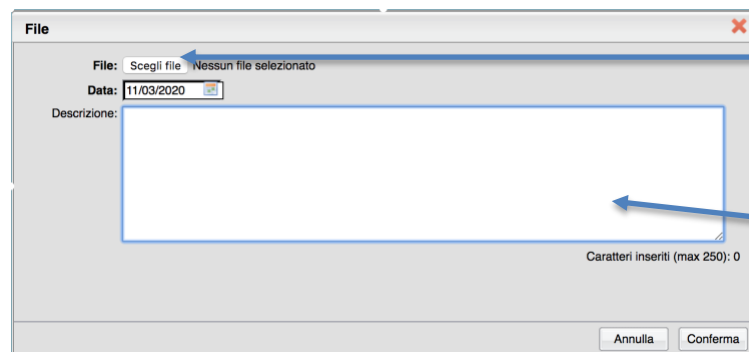 File
File: Scegli file Nessun file selezionato
Data: 11/03/2020
Descrizione:
Caratteri inseriti (max 250): 0
Annulla Conferma